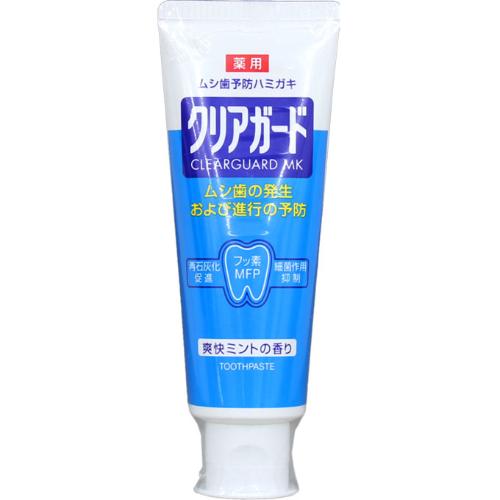 薬用
ムシ歯予防ハミガキ
クリアガード
CLEARGUARD MK
ムシ歯の発生
および進行の予防
再石灰化
促進
フッ素
MFP
細菌作用
抑制
爽快ミントの香り
TOOTHPASTE